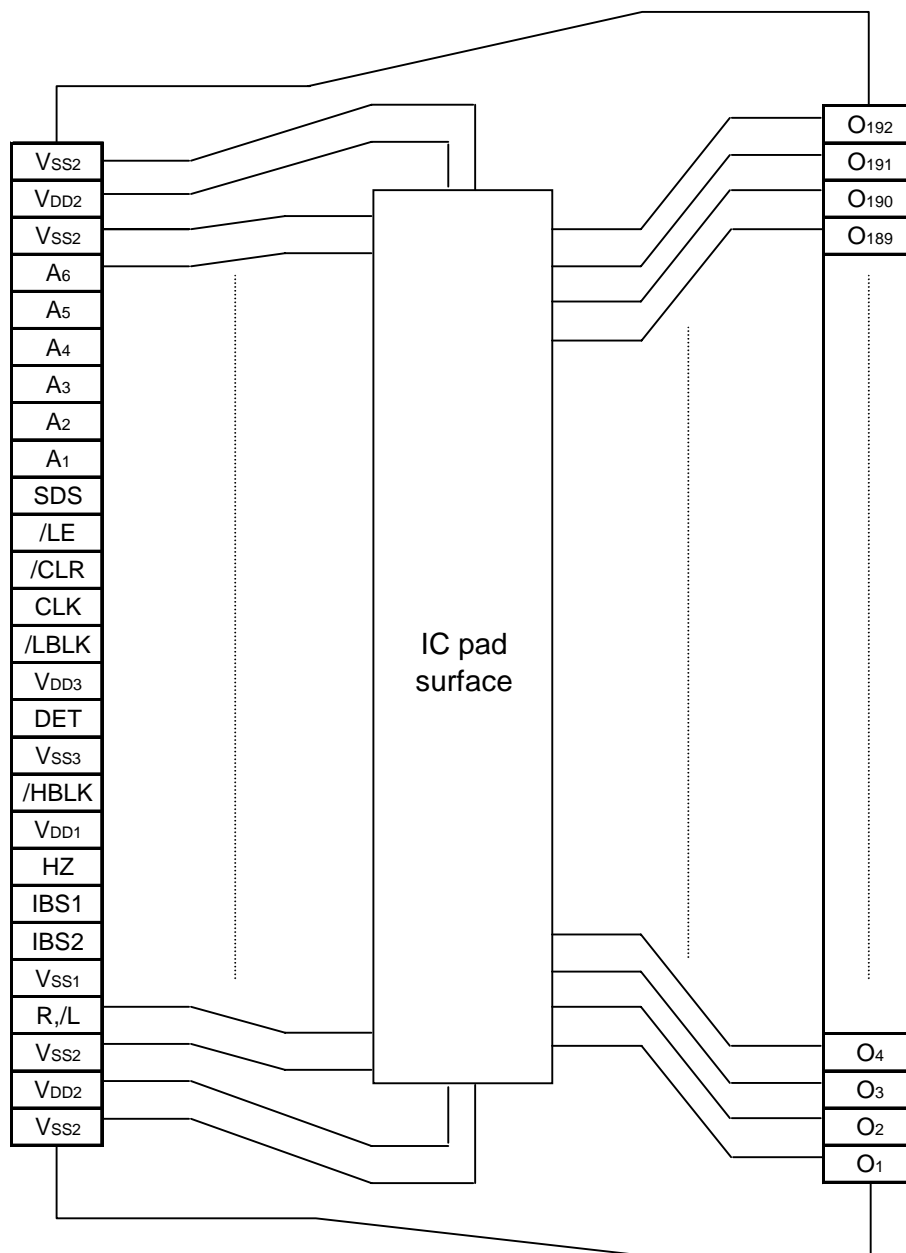 VSS2
VDD2
VSS2
A6
A5
A4
A3
A2
A1
SDS
/LE
/CLR
CLK
/LBLK
VDD3
DET
VSS3
/HBLK
VDD1
HZ
IBS1
IBS2
VSS1
R,/L
VSS2
VDD2
VSS2
IC pad
surface
O192
O191
O190
O189
O4
O3
O2
O1